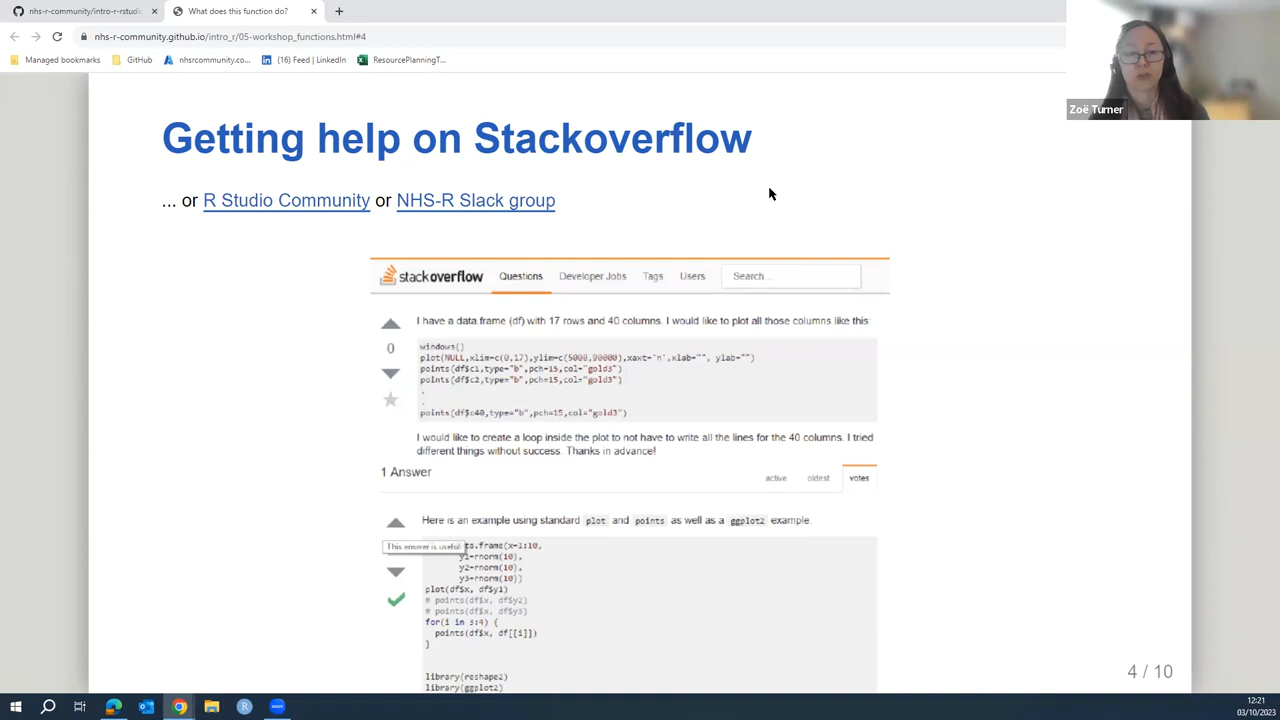 nhs-r-community/intro-r-rstudi
What does this function do?
nhs-r-community.github.io/intro_r/05-workshop_functions.html#4
Managed bookmarks
GitHub
nhsrcommunity.co...
(16) Feed | LinkedIn
ResourcePlanningT...
Zoë Turner
Getting help on Stackoverflow
... or R Studio Community or NHS-R Slack group
stackoverflow Questions Developer Jobs Tags Users Search...
I have a data.frame (df) with 17 rows and 40 columns. I would like to plot all those columns like this:
0
windows()
plot(NULL,xlim=c(0,17),ylim=c(5000,90000),xaxt='n',xlab="", ylab="")
points(df$c1,type="b",pch=15,col="gold3")
points(df$c2,type="b",pch=15,col="gold3")
.
.
points(df$c40,type="b",pch=15,col="gold3")
I would like to create a loop inside the plot to not have to write all the lines for the 40 columns. I tried
different things without success. Thanks in advance!
1 Answer
active oldest votes
Here is an example using standard plot and points as well as a ggplot2 example.
This answer is useful
ta.frame(x=1:10,
y1=rnorm(10),
y2=rnorm(10),
y3=rnorm(10))
plot(df$x, df$y1)
# points(df$x, df$y2)
# points(df$x, df$y3)
for(i in 3:4) {
points(df$x, df[[i]])
}
library(reshape2)
library(ggplot2)
4 / 10
12:21
03/10/2023